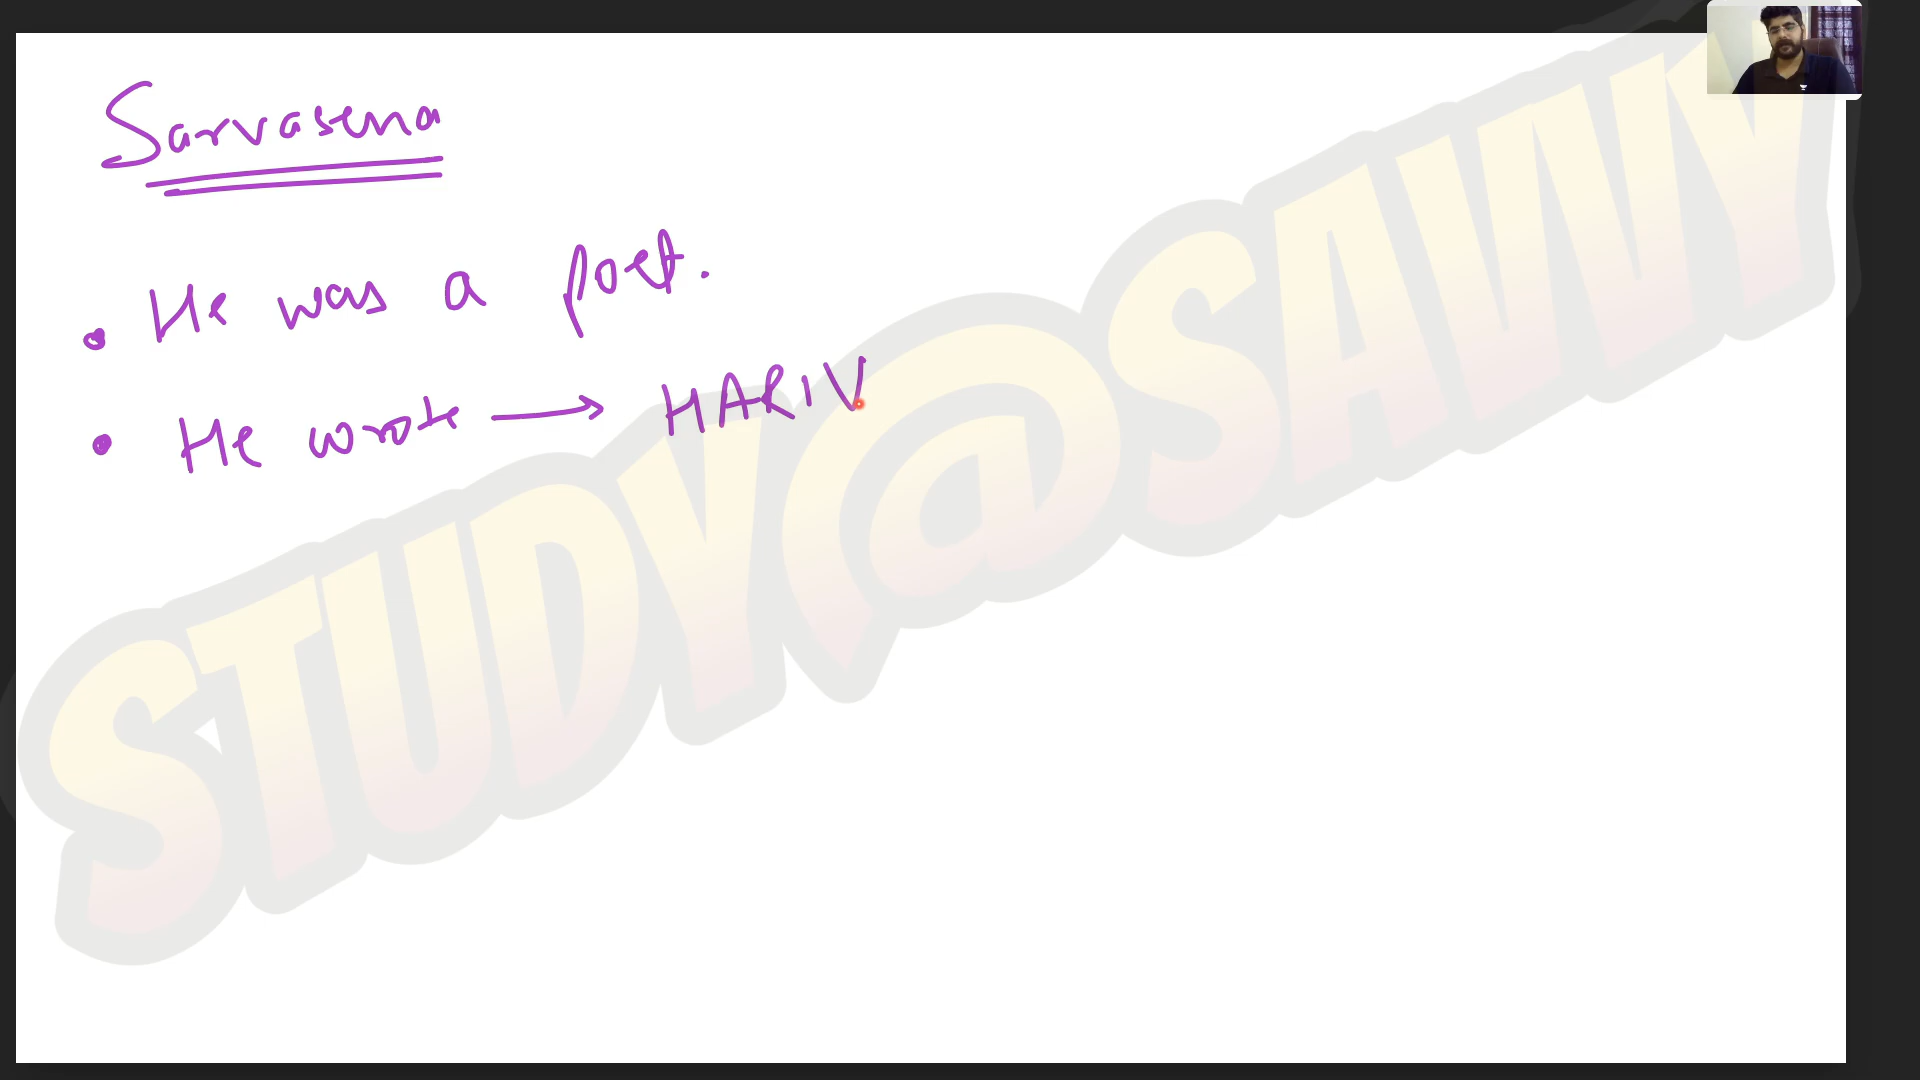 Sarvasena
• He was a poet.
• He wrote → HARIV
STUDY@SAVVY